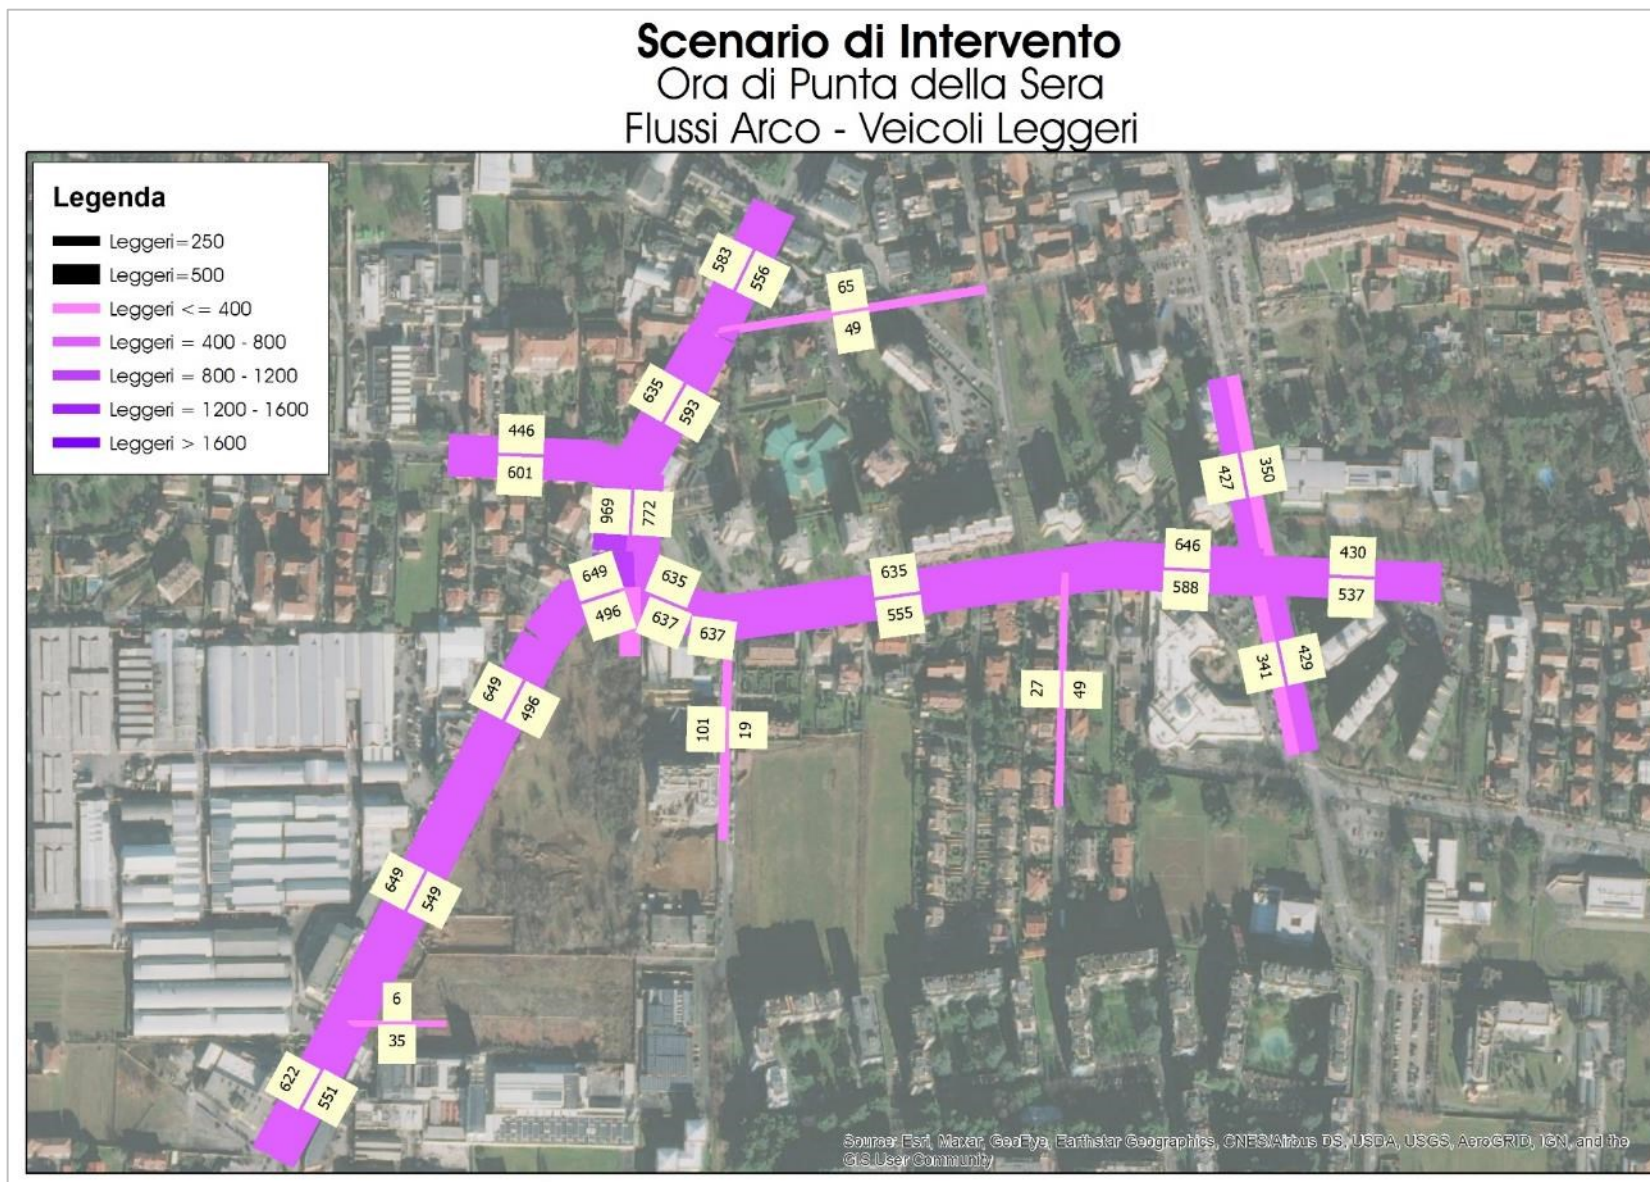 Scenario di Intervento
Ora di Punta della Sera
Flussi Arco - Veicoli Leggeri
Legenda
Leggeri=250
Leggeri=500
Leggeri <= 400
Leggeri = 400 - 800
Leggeri = 800 - 1200
Leggeri = 1200 - 1600
Leggeri > 1600
583
556
65
49
635
593
446
601
427
350
969
772
646
588
430
537
649
496
635
637
637
635
555
341
429
649
496
101
19
27
49
649
549
6
35
622
551
Source: Esri, Maxar, GeoEye, Earthstar Geographics, CNES/Airbus DS, USDA, USGS, AeroGRID, IGN, and the
GIS User Community